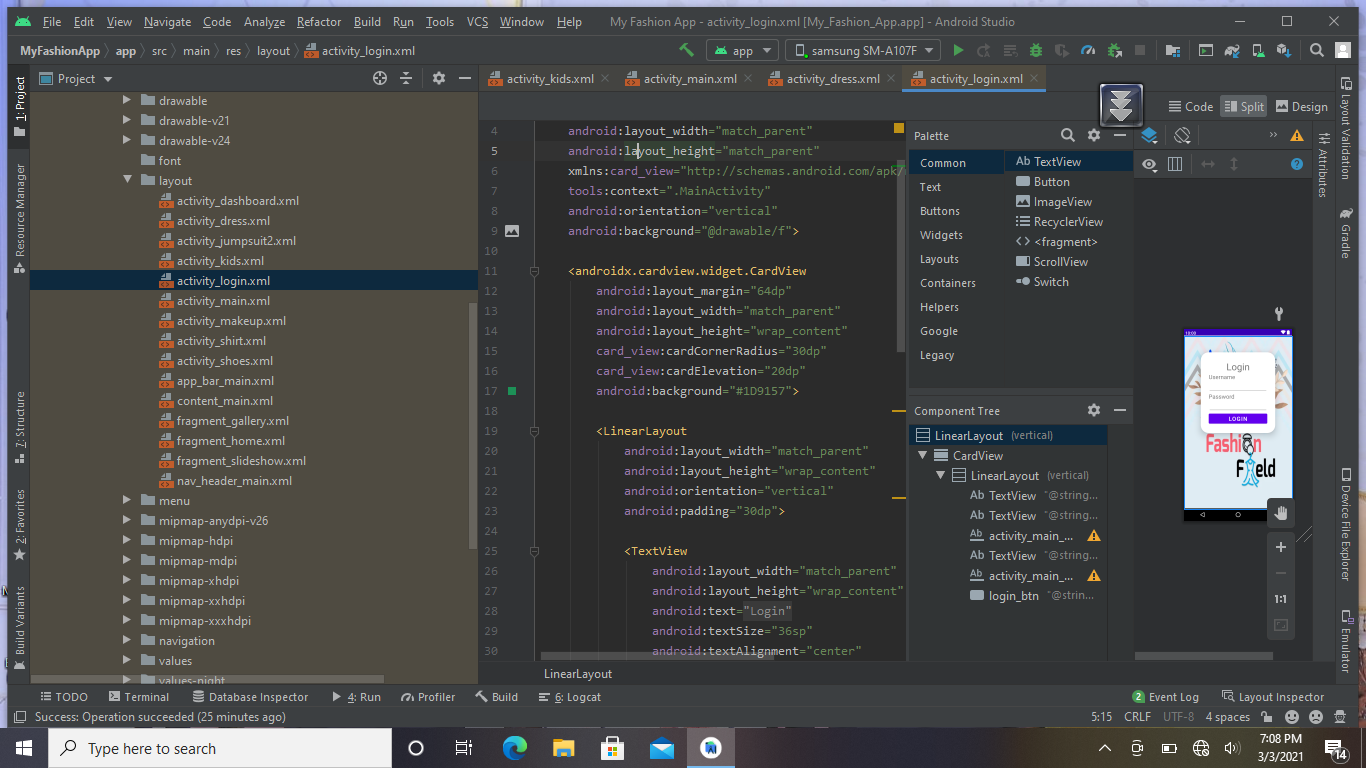 File Edit View Navigate Code Analyze Refactor Build Run Tools VCS Window Help My Fashion App - activity_login.xml [My_Fashion_App.app] - Android Studio
MyFashionApp app src main res layout activity_login.xml app samsung SM-A107F
1: Project
Resource Manager
7: Structure
2: Favorites
Build Variants
Project
drawable
drawable-v21
drawable-v24
font
layout
activity_dashboard.xml
activity_dress.xml
activity_jumpsuit2.xml
activity_kids.xml
activity_login.xml
activity_main.xml
activity_makeup.xml
activity_shirt.xml
activity_shoes.xml
app_bar_main.xml
content_main.xml
fragment_gallery.xml
fragment_home.xml
fragment_slideshow.xml
nav_header_main.xml
menu
mipmap-anydpi-v26
mipmap-hdpi
mipmap-mdpi
mipmap-xhdpi
mipmap-xxhdpi
mipmap-xxxhdpi
navigation
values
values-night
activity_kids.xml activity_main.xml activity_dress.xml activity_login.xml
Code Split Design
4 android:layout_width="match_parent"
5 android:layout_height="match_parent"
6 xmlns:card_view="http://schemas.android.com/apk/
7 tools:context=".MainActivity"
8 android:orientation="vertical"
9 android:background="@drawable/f">
10
11 <androidx.cardview.widget.CardView
12 android:layout_margin="64dp"
13 android:layout_width="match_parent"
14 android:layout_height="wrap_content"
15 card_view:cardCornerRadius="30dp"
16 card_view:cardElevation="20dp"
17 android:background="#1D9157">
18
19 <LinearLayout
20 android:layout_width="match_parent"
21 android:layout_height="wrap_content"
22 android:orientation="vertical"
23 android:padding="30dp">
24
25 <TextView
26 android:layout_width="match_parent"
27 android:layout_height="wrap_content"
28 android:text="Login"
29 android:textSize="36sp"
30 android:textAlignment="center"
LinearLayout
Palette
Common
Text
Buttons
Widgets
Layouts
Containers
Helpers
Google
Legacy
Ab TextView
Button
ImageView
RecyclerView
<> <fragment>
ScrollView
Switch
Component Tree
LinearLayout (vertical)
CardView
LinearLayout (vertical)
Ab TextView "@string...
Ab TextView "@string...
Ab activity_main_...
Ab TextView "@string...
Ab activity_main_...
login_btn "@strin...
Login
Username
Password
LOGIN
Fashion
Field
1:1
Layout Validation
Attributes
Gradle
Device File Explorer
Emulator
TODO Terminal Database Inspector 4: Run Profiler Build 6: Logcat 2 Event Log Layout Inspector
Success: Operation succeeded (25 minutes ago) 5:15 CRLF UTF-8 4 spaces
Type here to search
7:08 PM
3/3/2021
14